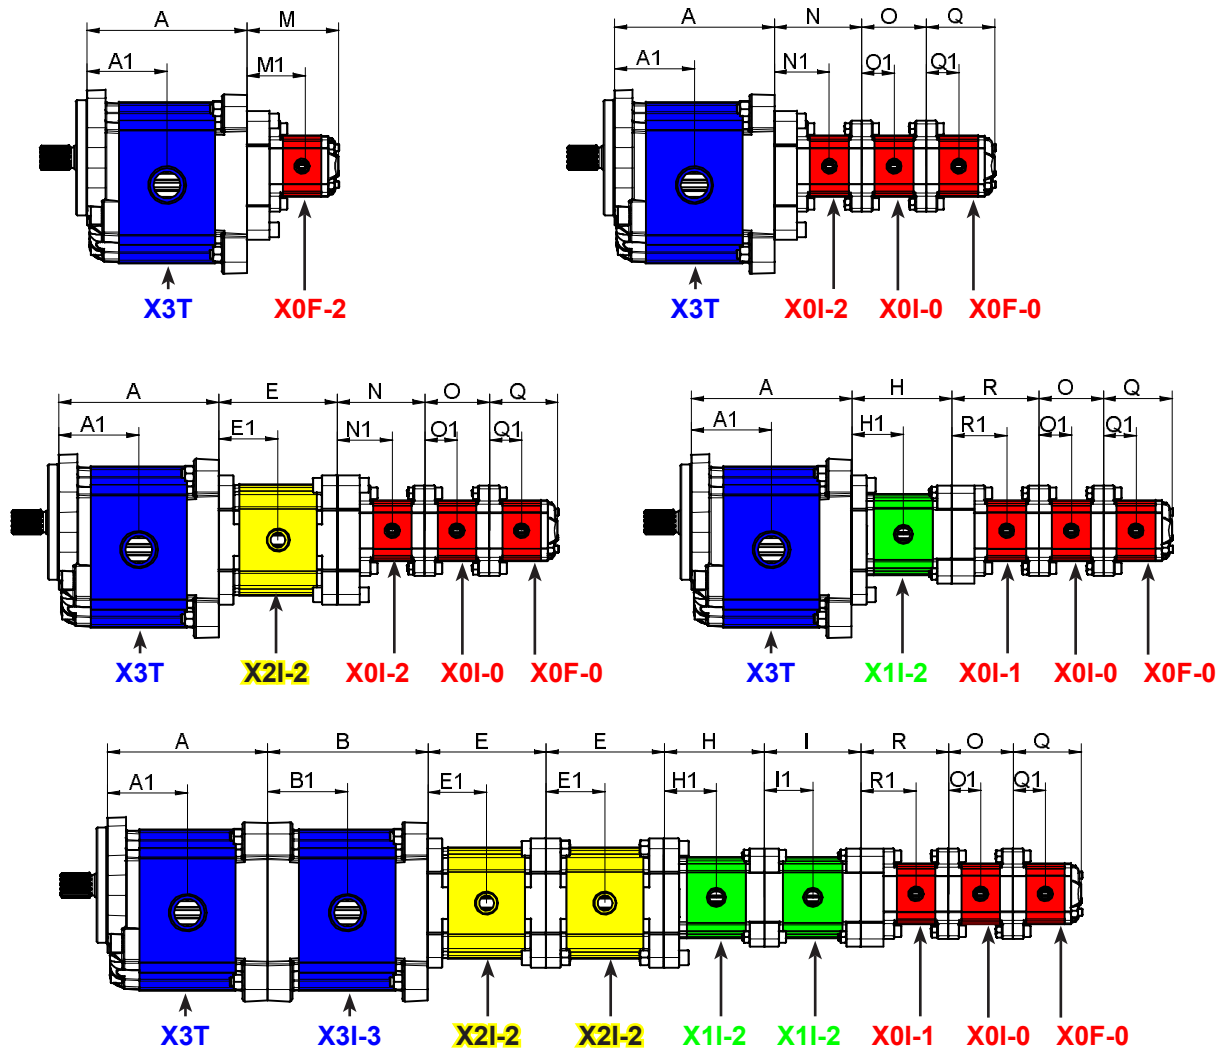 A M
A1 M1
X3T X0F-2
A N O Q
A1 N1 O1 Q1
X3T X0I-2 X0I-0 X0F-0
A E N O Q
A1 E1 N1 O1 Q1
X3T X2I-2 X0I-2 X0I-0 X0F-0
A H R O Q
A1 H1 R1 O1 Q1
X3T X1I-2 X0I-1 X0I-0 X0F-0
A B E E H I R O Q
A1 B1 E1 E1 H1 I1 R1 O1 Q1
X3T X3I-3 X2I-2 X2I-2 X1I-2 X1I-2 X0I-1 X0I-0 X0F-0